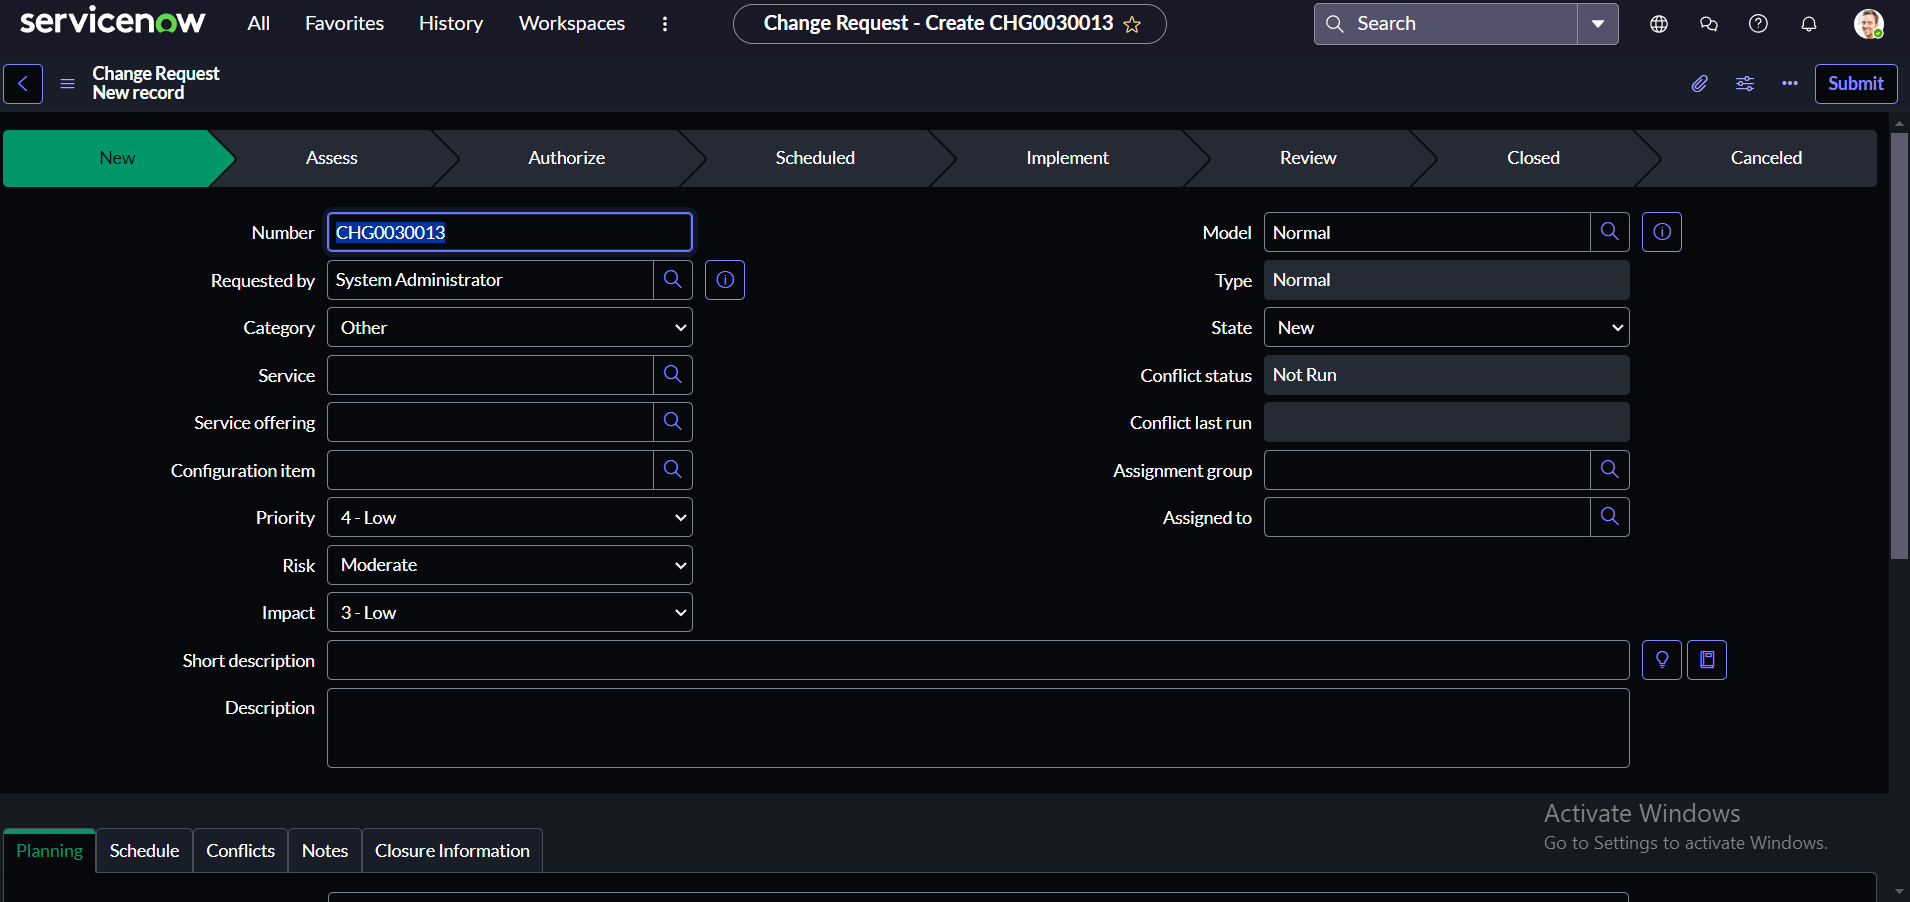 servicenow All Favorites History Workspaces Change Request - Create CHG0030013 Search
Change Request
New record
Submit
New Assess Authorize Scheduled Implement Review Closed Canceled
Number CHG0030013 Model Normal
Requested by System Administrator Type Normal
Category Other State New
Service Conflict status Not Run
Service offering Conflict last run
Configuration item Assignment group
Priority 4 - Low Assigned to
Risk Moderate
Impact 3 - Low
Short description
Description
Activate Windows
Go to Settings to activate Windows.
Planning Schedule Conflicts Notes Closure Information